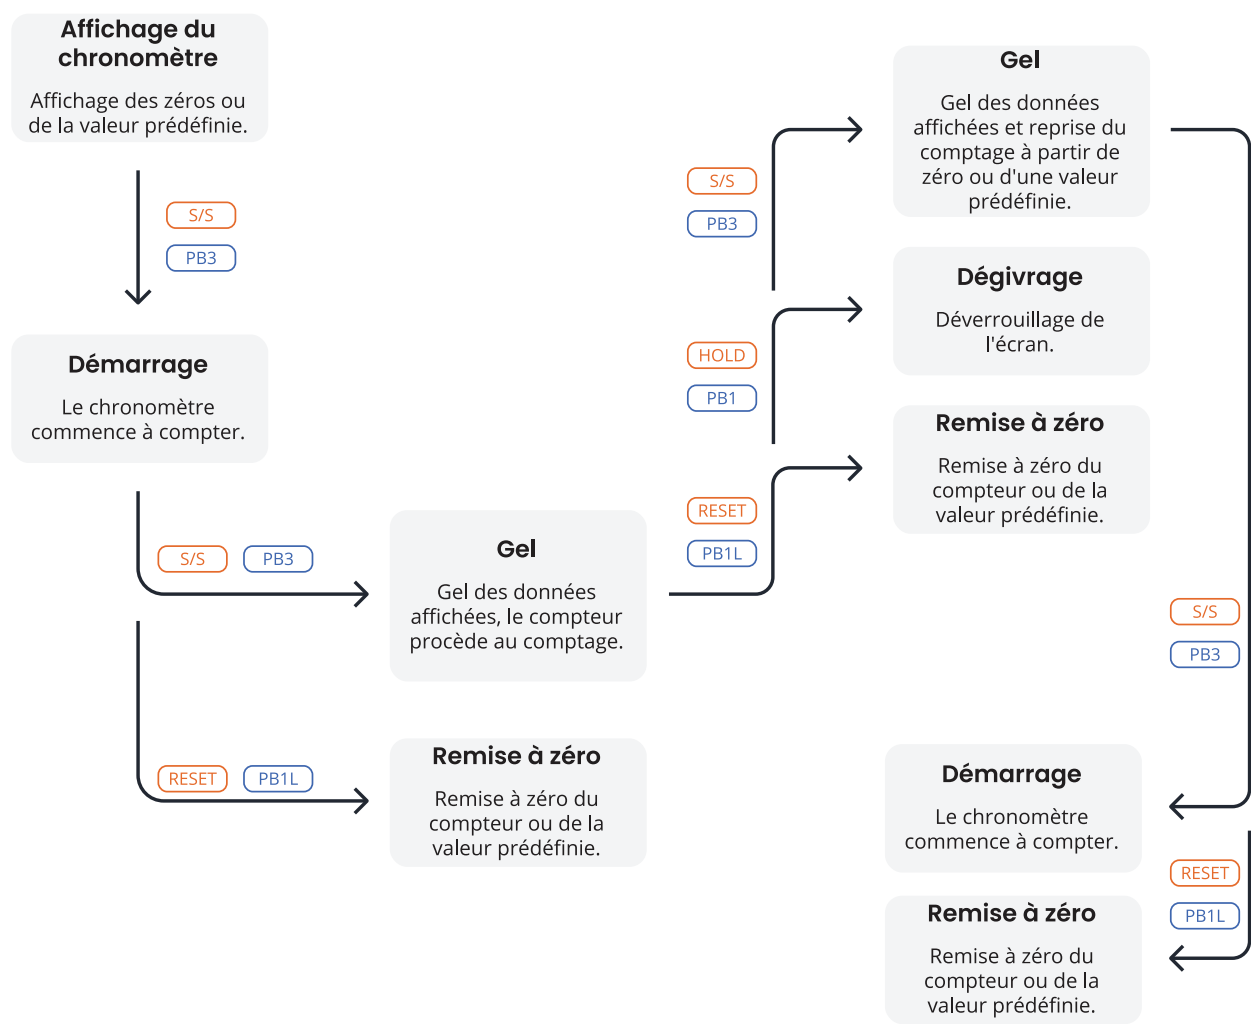 Affichage du
chronomètre
Affichage des zéros ou
de la valeur prédéfinie.
S/S
PB3
Démarrage
Le chronomètre
commence à compter.
S/S PB3
Gel
Gel des données
affichées, le compteur
procède au comptage.
RESET PB1L
Remise à zéro
Remise à zéro du
compteur ou de la
valeur prédéfinie.
S/S
PB3
Gel
Gel des données
affichées et reprise du
comptage à partir de
zéro ou d'une valeur
prédéfinie.
HOLD
PB1
Dégivrage
Déverrouillage de
l'écran.
RESET
PB1L
Remise à zéro
Remise à zéro du
compteur ou de la
valeur prédéfinie.
S/S
PB3
Démarrage
Le chronomètre
commence à compter.
RESET
PB1L
Remise à zéro
Remise à zéro du
compteur ou de la
valeur prédéfinie.